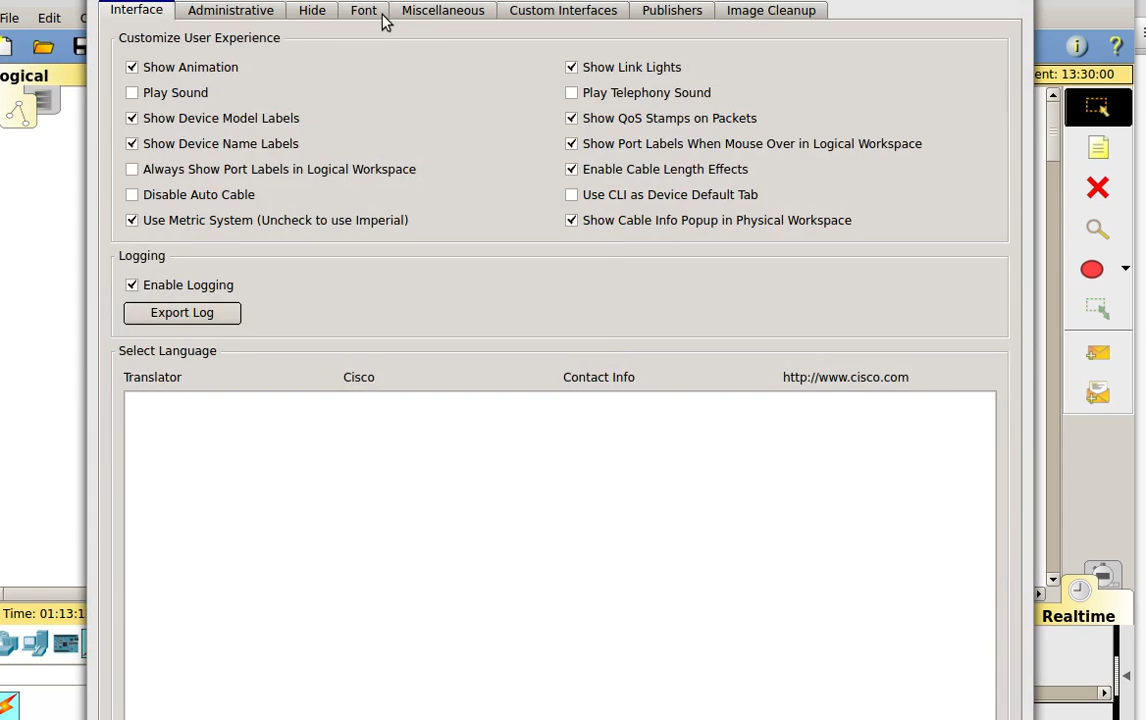 File Edit
Interface Administrative Hide Font Miscellaneous Custom Interfaces Publishers Image Cleanup
ogical
ent: 13:30:00
Customize User Experience
Show Animation Show Link Lights
Play Sound Play Telephony Sound
Show Device Model Labels Show QoS Stamps on Packets
Show Device Name Labels Show Port Labels When Mouse Over in Logical Workspace
Always Show Port Labels in Logical Workspace Enable Cable Length Effects
Disable Auto Cable Use CLI as Device Default Tab
Use Metric System (Uncheck to use Imperial) Show Cable Info Popup in Physical Workspace
Logging
Enable Logging
Export Log
Select Language
Translator Cisco Contact Info http://www.cisco.com
Time: 01:13:1
Realtime